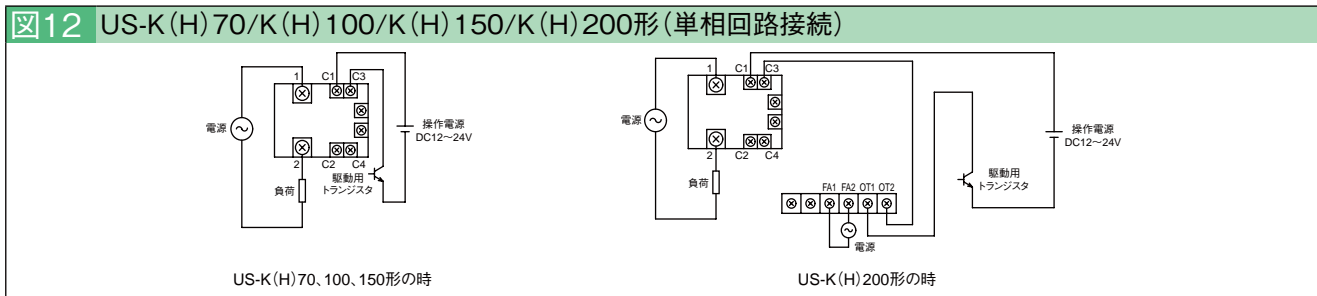 図12 US-K(H)70/K(H)100/K(H)150/K(H)200形(単相回路接続)
1 C1 C3
電源
操作電源
DC12～24V
2 C2 C4
負荷
駆動用
トランジスタ
US-K(H)70、100、150形の時
1 C1 C3
電源
操作電源
DC12～24V
2 C2 C4
負荷
駆動用
トランジスタ
FA1 FA2 OT1 OT2
電源
US-K(H)200形の時